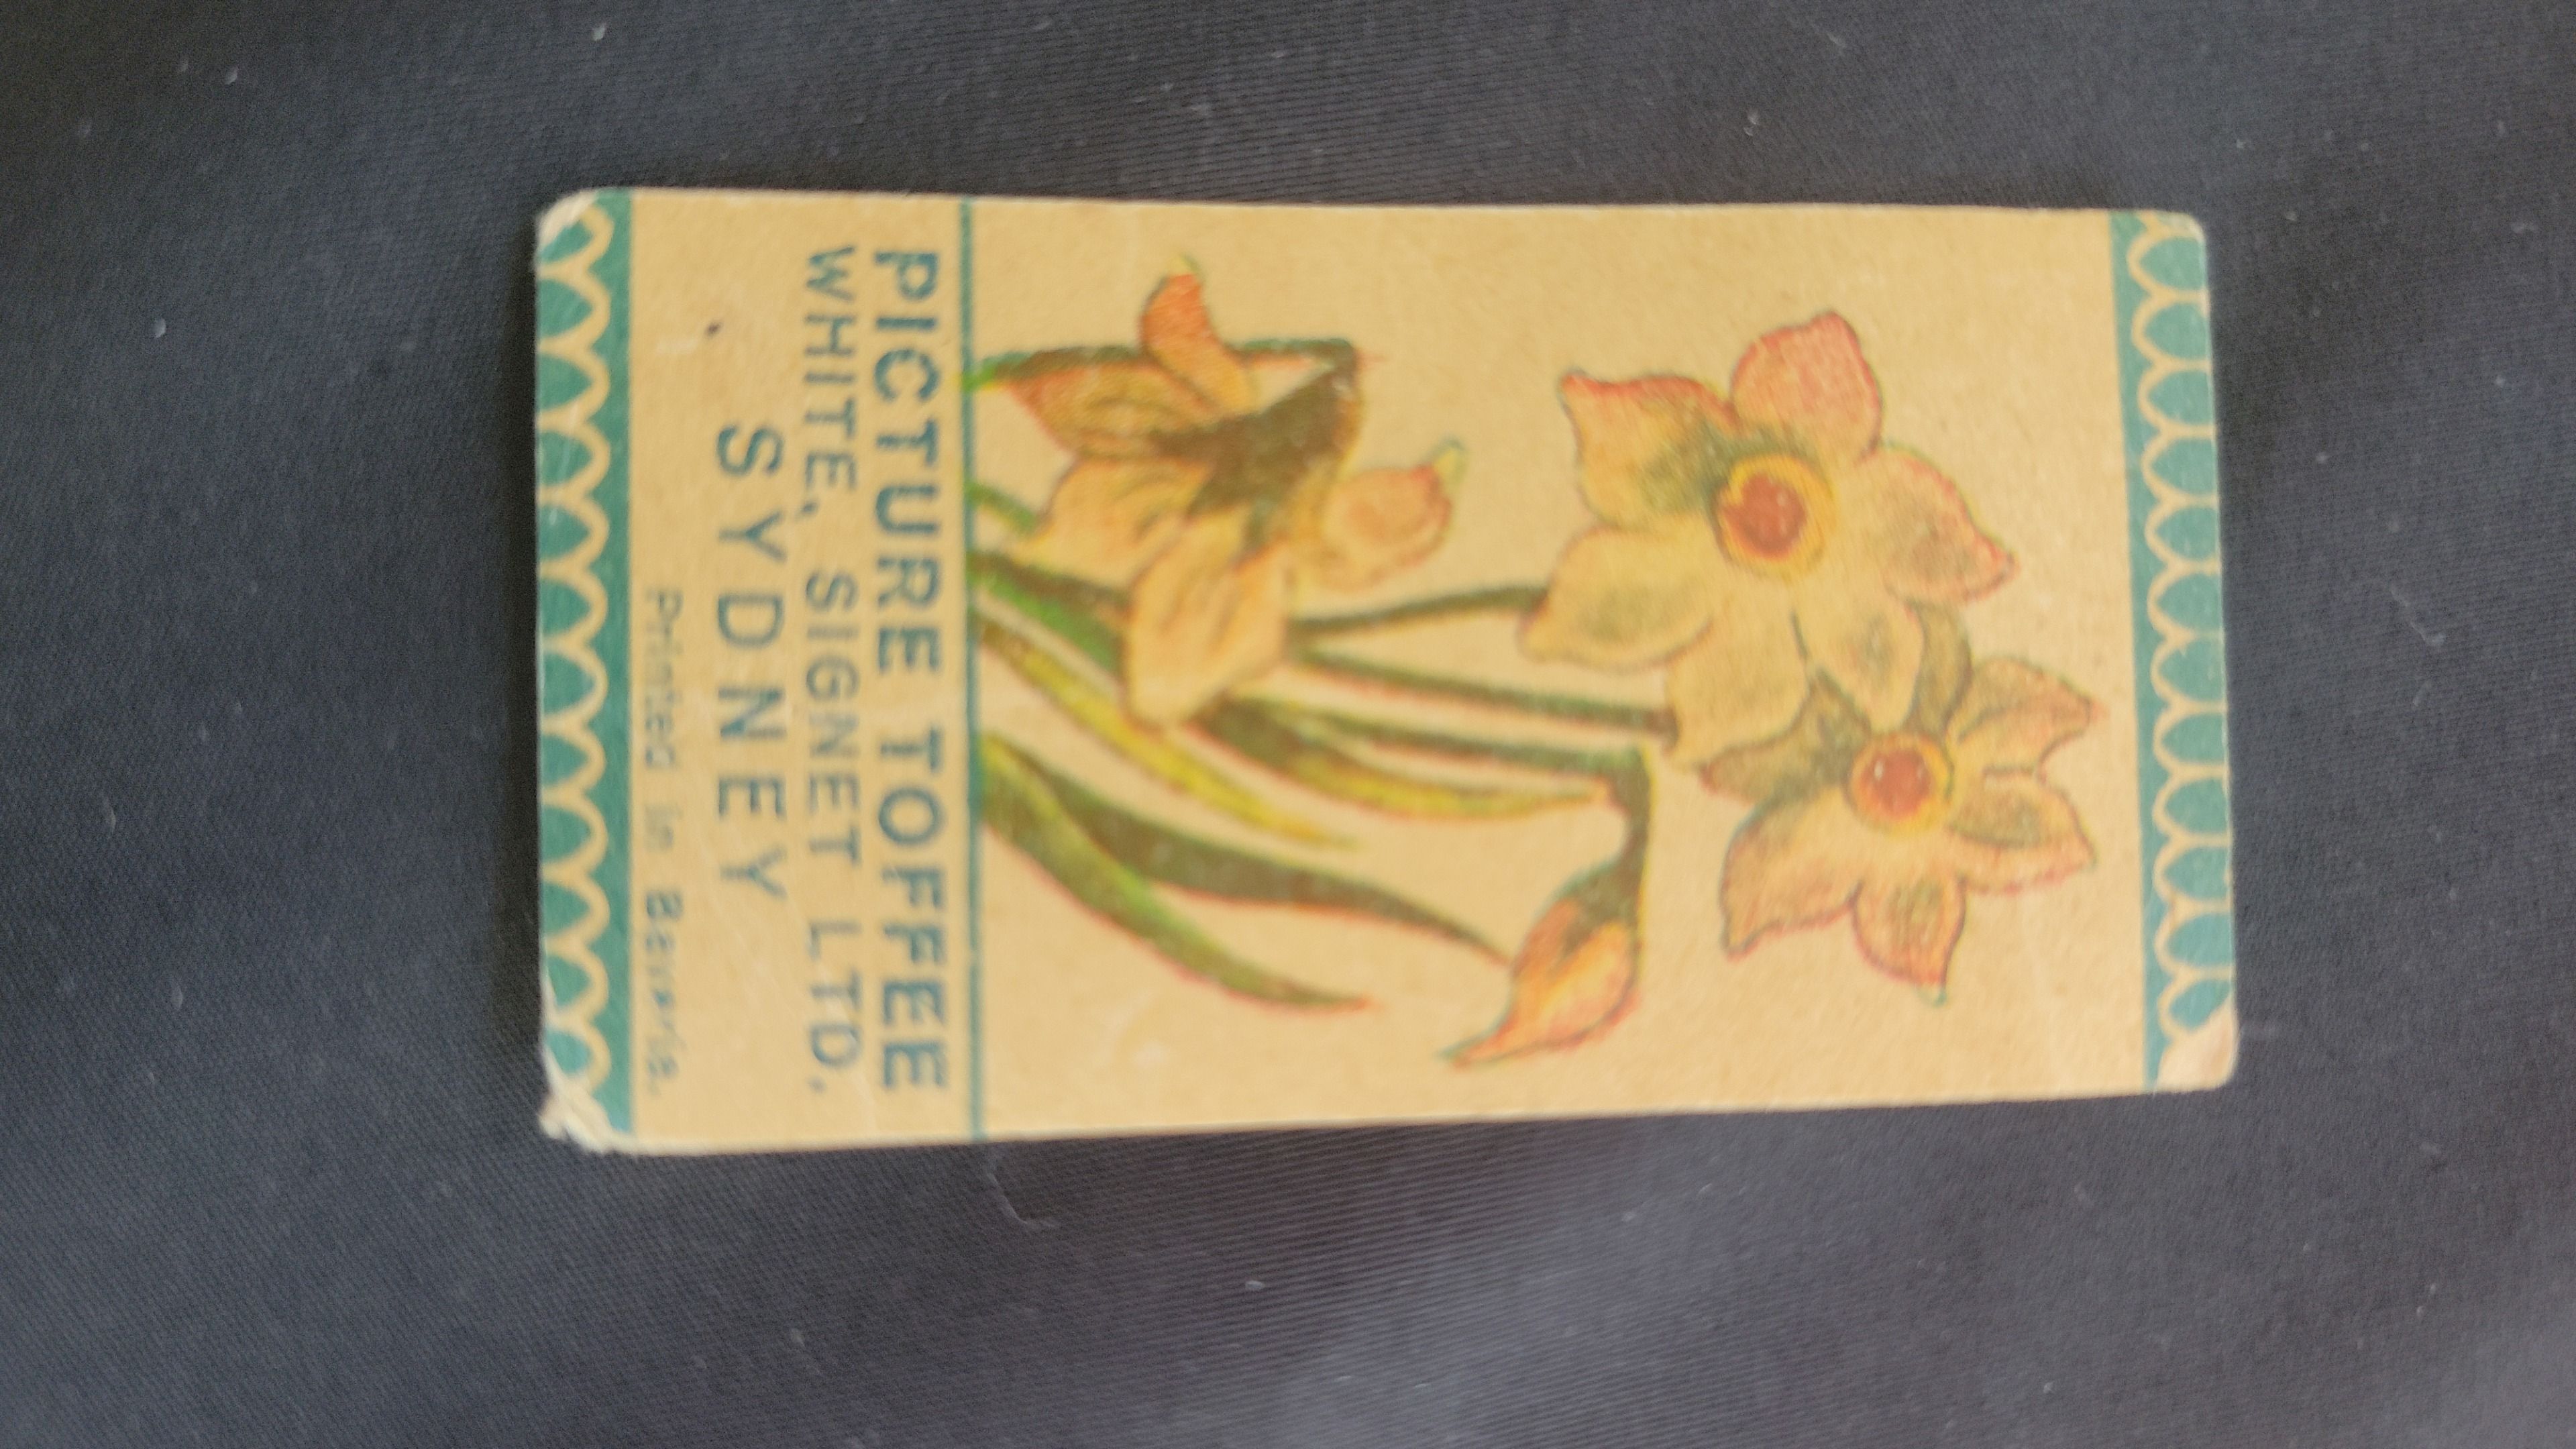 PICTURE TOFFEE
WHITE, SIGNET LTD.
SYDNEY
Printed in Bavaria.